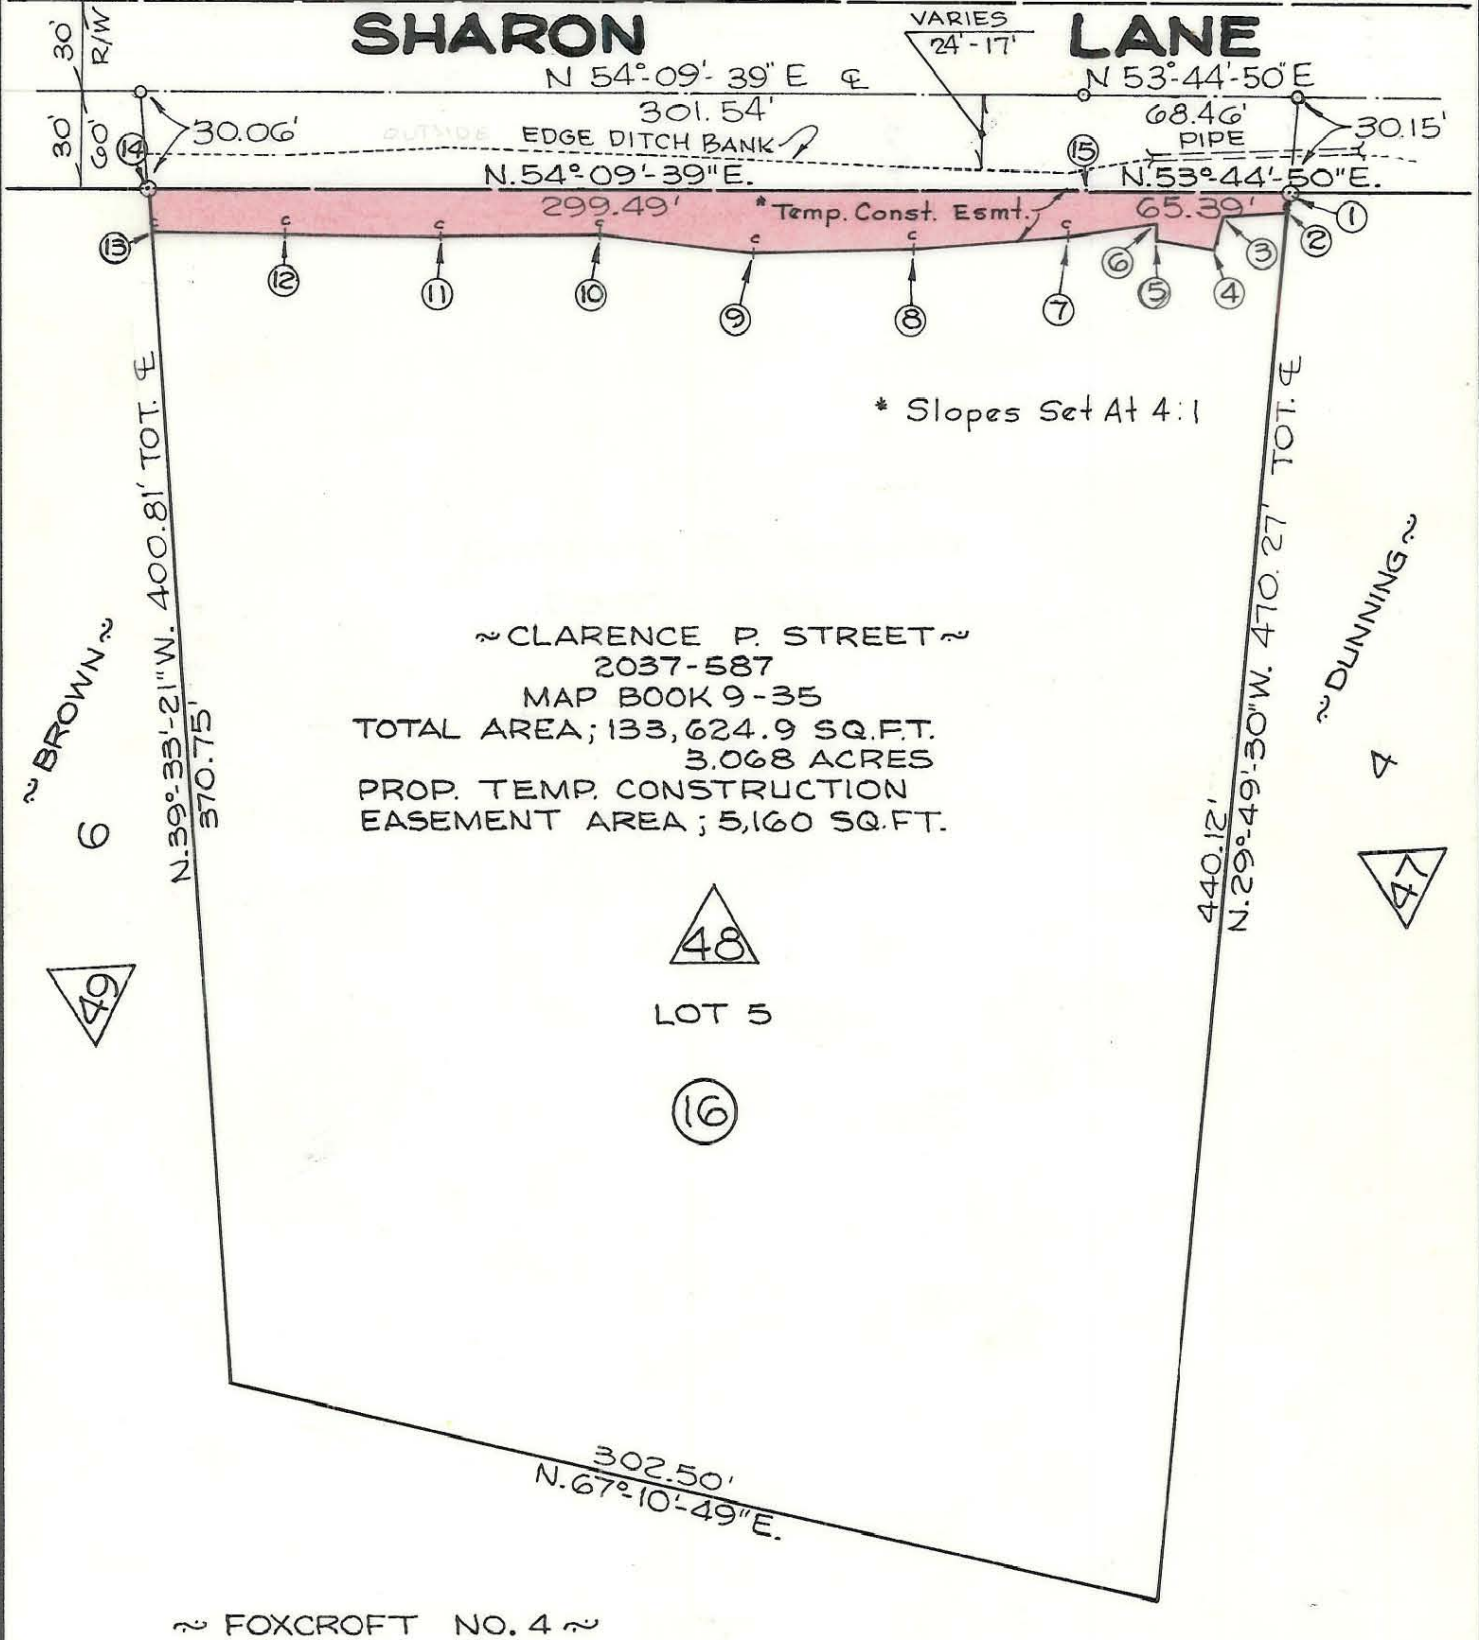 SHARON LANE
30' R/W
VARIES
24'-17'
N 54°-09'-39" E ℄
N 53°-44'-50" E
301.54'
68.46'
30' 60'
30.06'
OUTSIDE
EDGE DITCH BANK
PIPE
30.15'
14
15
N.54°-09'-39"E.
N.53°-44'-50"E.
299.49'
* Temp. Const. Esmt.
65.39'
1
2
3
4
5
6
7
8
9
10
11
12
13
c c c c c c c
* Slopes Set At 4:1
N.39°-33'-21"W. 400.81' TOT. ℄
370.75'
N.29°-49'-30"W. 470.27' TOT. ℄
440.12'
~BROWN~
6
49
~DUNNING~
4
47
~CLARENCE P. STREET~
2037-587
MAP BOOK 9-35
TOTAL AREA; 133,624.9 SQ.FT.
3.068 ACRES
PROP. TEMP. CONSTRUCTION
EASEMENT AREA; 5,160 SQ.FT.
48
LOT 5
16
302.50'
N.67°-10'-49"E.
~ FOXCROFT NO. 4 ~